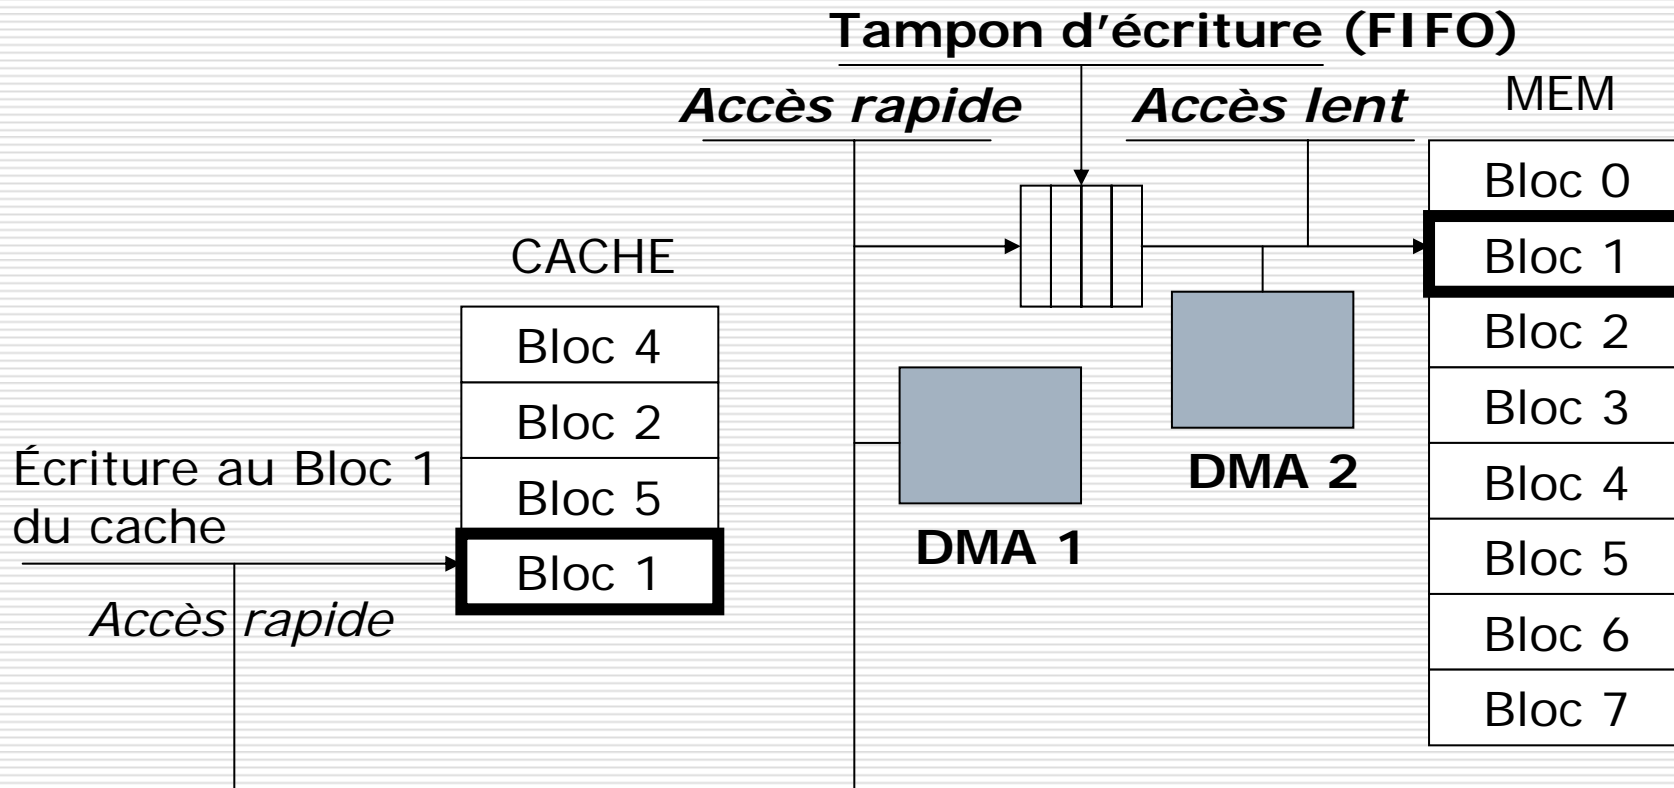 Tampon d'écriture (FIFO)
Accès rapide
Accès lent
MEM
Bloc 0
Bloc 1
Bloc 2
Bloc 3
Bloc 4
Bloc 5
Bloc 6
Bloc 7
CACHE
Bloc 4
Bloc 2
Bloc 5
Bloc 1
Écriture au Bloc 1
du cache
Accès rapide
DMA 1
DMA 2